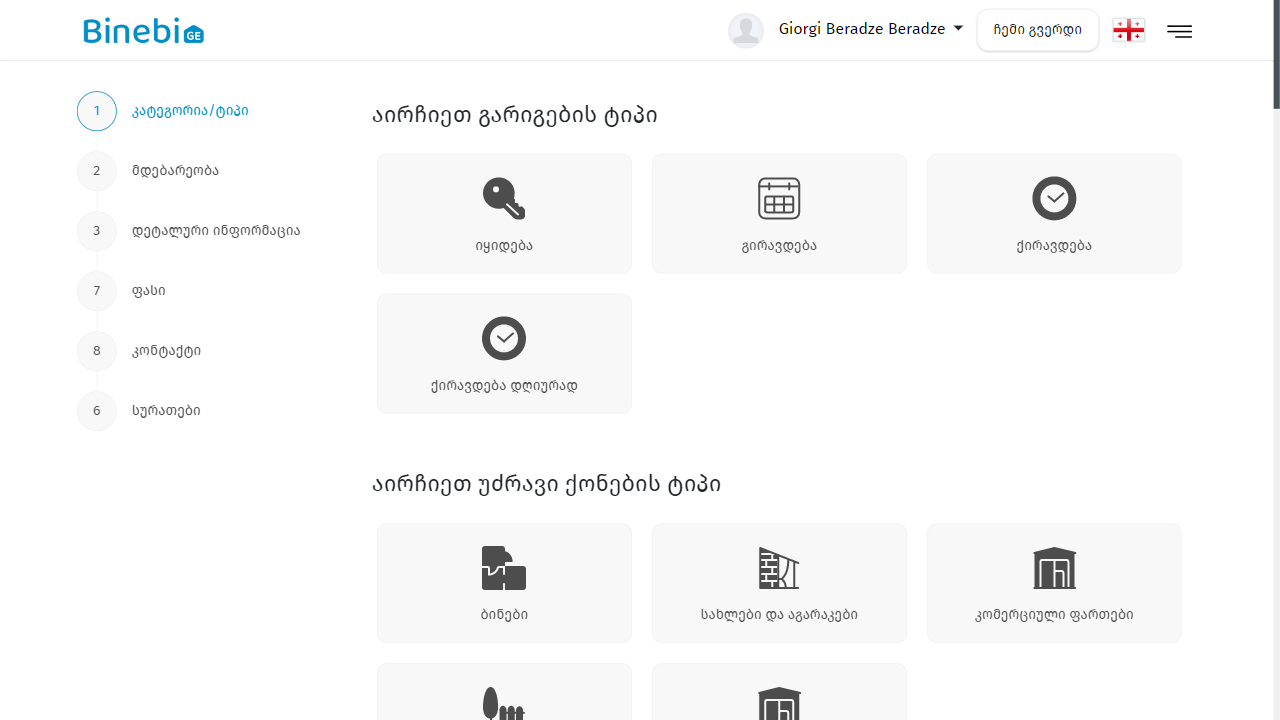 Binebi GE
Giorgi Beradze Beradze
ჩემი გვერდი
1 კატეგორია/ტიპი
2 მდებარეობა
3 დეტალური ინფორმაცია
7 ფასი
8 კონტაქტი
6 სურათები
აირჩიეთ გარიგების ტიპი
იყიდება
გირავდება
ქირავდება
ქირავდება დღიურად
აირჩიეთ უძრავი ქონების ტიპი
ბინები
სახლები და აგარაკები
კომერციული ფართები